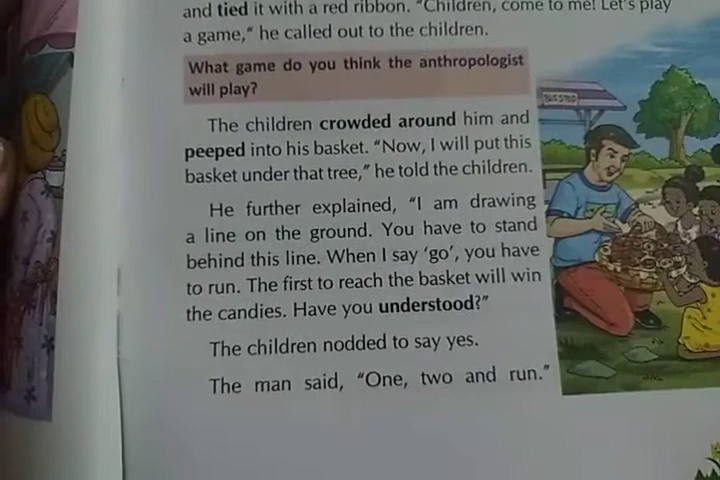 and tied it with a red ribbon. "Children, come to me! Let's play
a game," he called out to the children.
What game do you think the anthropologist
will play?
The children crowded around him and
peeped into his basket. "Now, I will put this
basket under that tree," he told the children.
He further explained, "I am drawing
a line on the ground. You have to stand
behind this line. When I say 'go', you have
to run. The first to reach the basket will win
the candies. Have you understood?"
The children nodded to say yes.
The man said, "One, two and run."